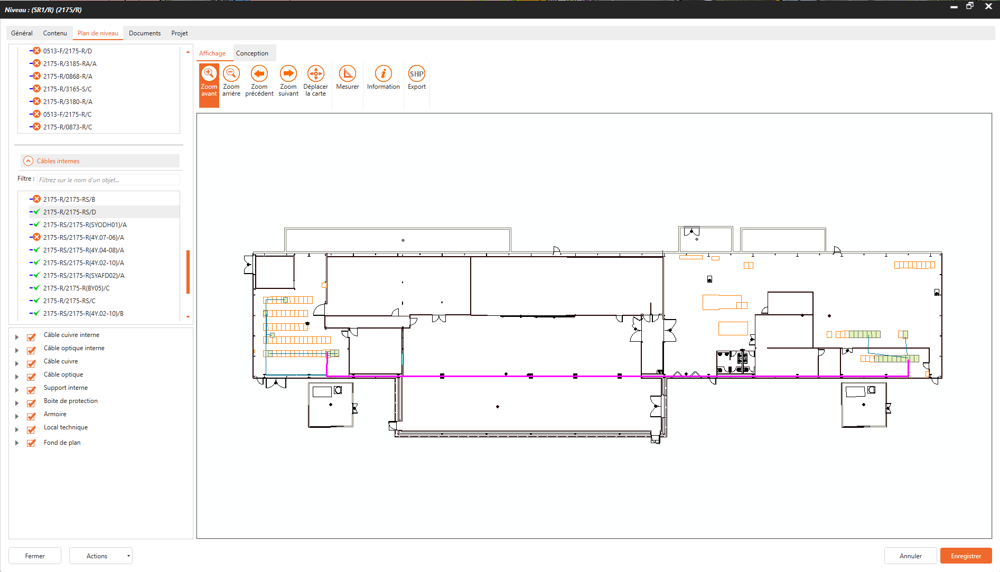 Niveau : (SR1/R) (2175/R)
Général Contenu Plan de niveau Documents Projet
0513-F/2175-R/D
2175-R/3185-RA/A
2175-R/0868-R/A
2175-R/3165-S/C
2175-R/3180-R/A
0513-F/2175-R/C
2175-R/0873-R/C
Câbles internes
Filtre : Filtrez sur le nom d'un objet...
2175-R/2175-RS/B
2175-R/2175-RS/D
2175-RS/2175-R(SYODH01)/A
2175-RS/2175-R(4Y.07-06)/A
2175-RS/2175-R(4Y.04-08)/A
2175-RS/2175-R(4Y.02-10)/A
2175-RS/2175-R(SYAFD02)/A
2175-R/2175-R(BY05)/C
2175-R/2175-RS/C
2175-RS/2175-R(4Y.02-10)/B
Câble cuivre interne
Câble optique interne
Câble cuivre
Câble optique
Support interne
Boite de protection
Armoire
Local technique
Fond de plan
Affichage Conception
Zoom avant
Zoom arrière
Zoom précédent
Zoom suivant
Déplacer la carte
Mesurer
Information
SHP
Export
Fermer Actions Annuler Enregistrer